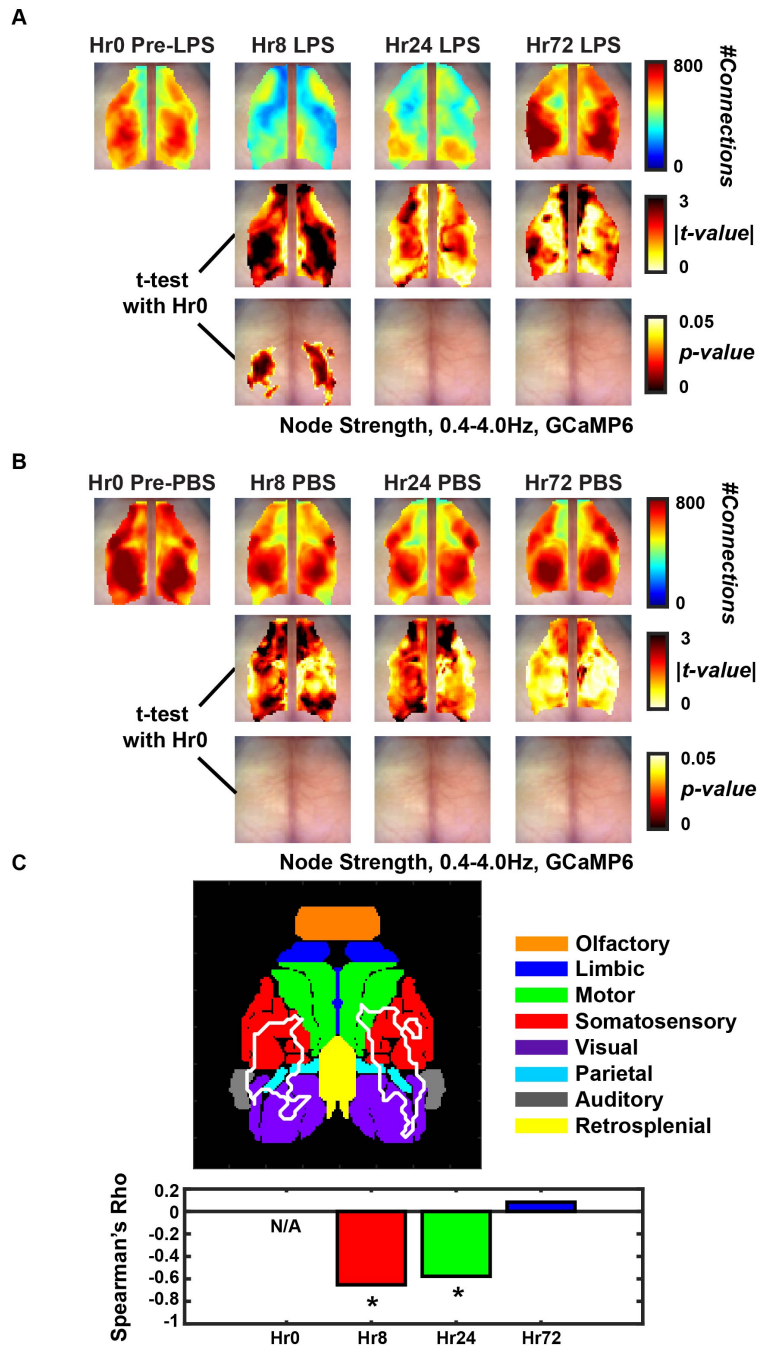 A
Hr0 Pre-LPS Hr8 LPS Hr24 LPS Hr72 LPS
800
0
#Connections
3
0
|t-value|
t-test
with Hr0
0.05
0
p-value
Node Strength, 0.4-4.0Hz, GCaMP6
B
Hr0 Pre-PBS Hr8 PBS Hr24 PBS Hr72 PBS
800
0
#Connections
3
0
|t-value|
t-test
with Hr0
0.05
0
p-value
Node Strength, 0.4-4.0Hz, GCaMP6
C
Olfactory
Limbic
Motor
Somatosensory
Visual
Parietal
Auditory
Retrosplenial
Spearman's Rho
0.2
0
-0.2
-0.4
-0.6
-0.8
-1
N/A
*
*
Hr0 Hr8 Hr24 Hr72